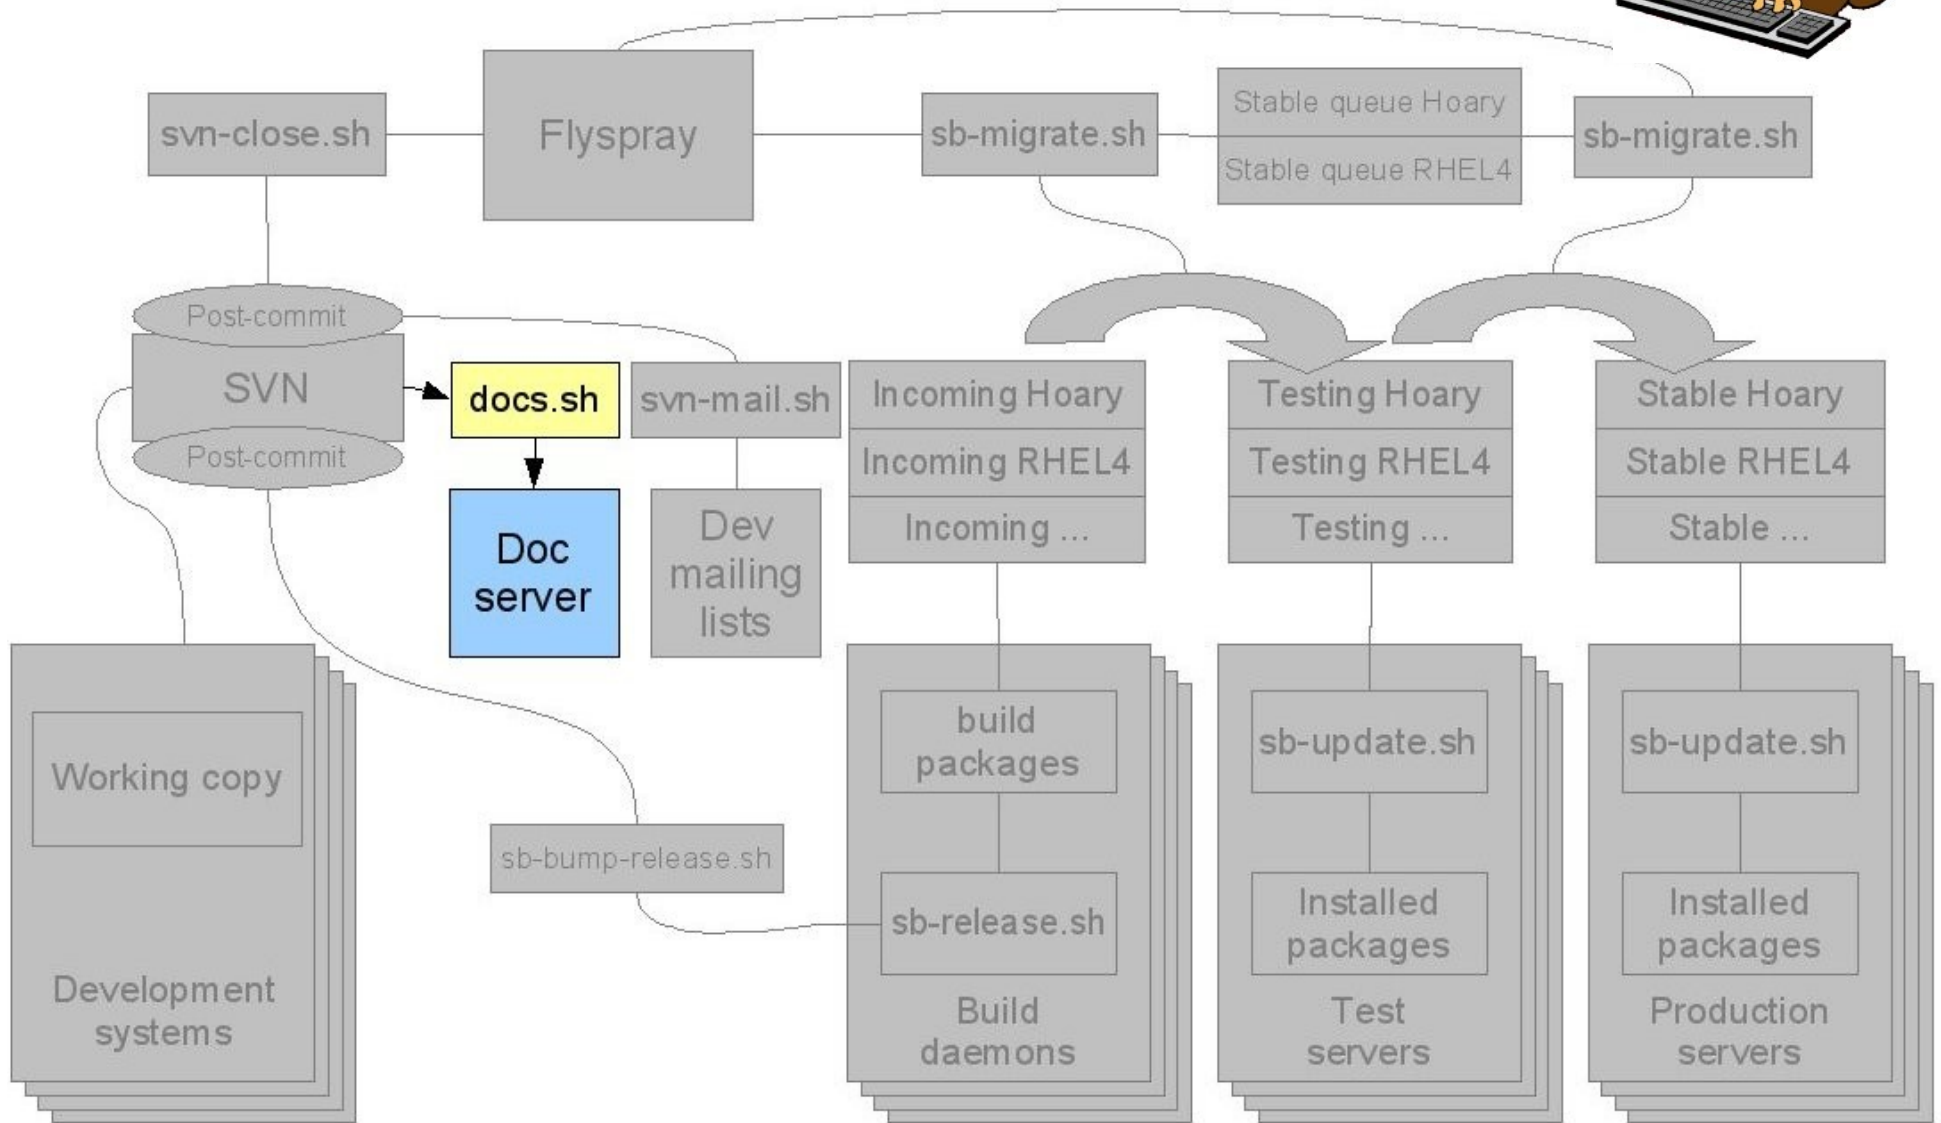 svn-close.sh
Flyspray
sb-migrate.sh
Stable queue Hoary
Stable queue RHEL4
sb-migrate.sh
Post-commit
SVN
Post-commit
docs.sh
svn-mail.sh
Doc
server
Dev
mailing
lists
Incoming Hoary
Incoming RHEL4
Incoming ...
Testing Hoary
Testing RHEL4
Testing ...
Stable Hoary
Stable RHEL4
Stable ...
Working copy
Development
systems
sb-bump-release.sh
build
packages
sb-release.sh
Build
daemons
sb-update.sh
Installed
packages
Test
servers
sb-update.sh
Installed
packages
Production
servers